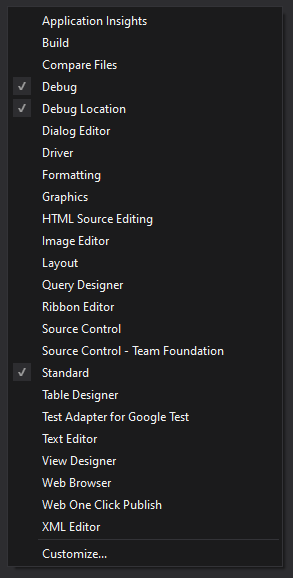 Application Insights
Build
Compare Files
Debug
Debug Location
Dialog Editor
Driver
Formatting
Graphics
HTML Source Editing
Image Editor
Layout
Query Designer
Ribbon Editor
Source Control
Source Control - Team Foundation
Standard
Table Designer
Test Adapter for Google Test
Text Editor
View Designer
Web Browser
Web One Click Publish
XML Editor
Customize...